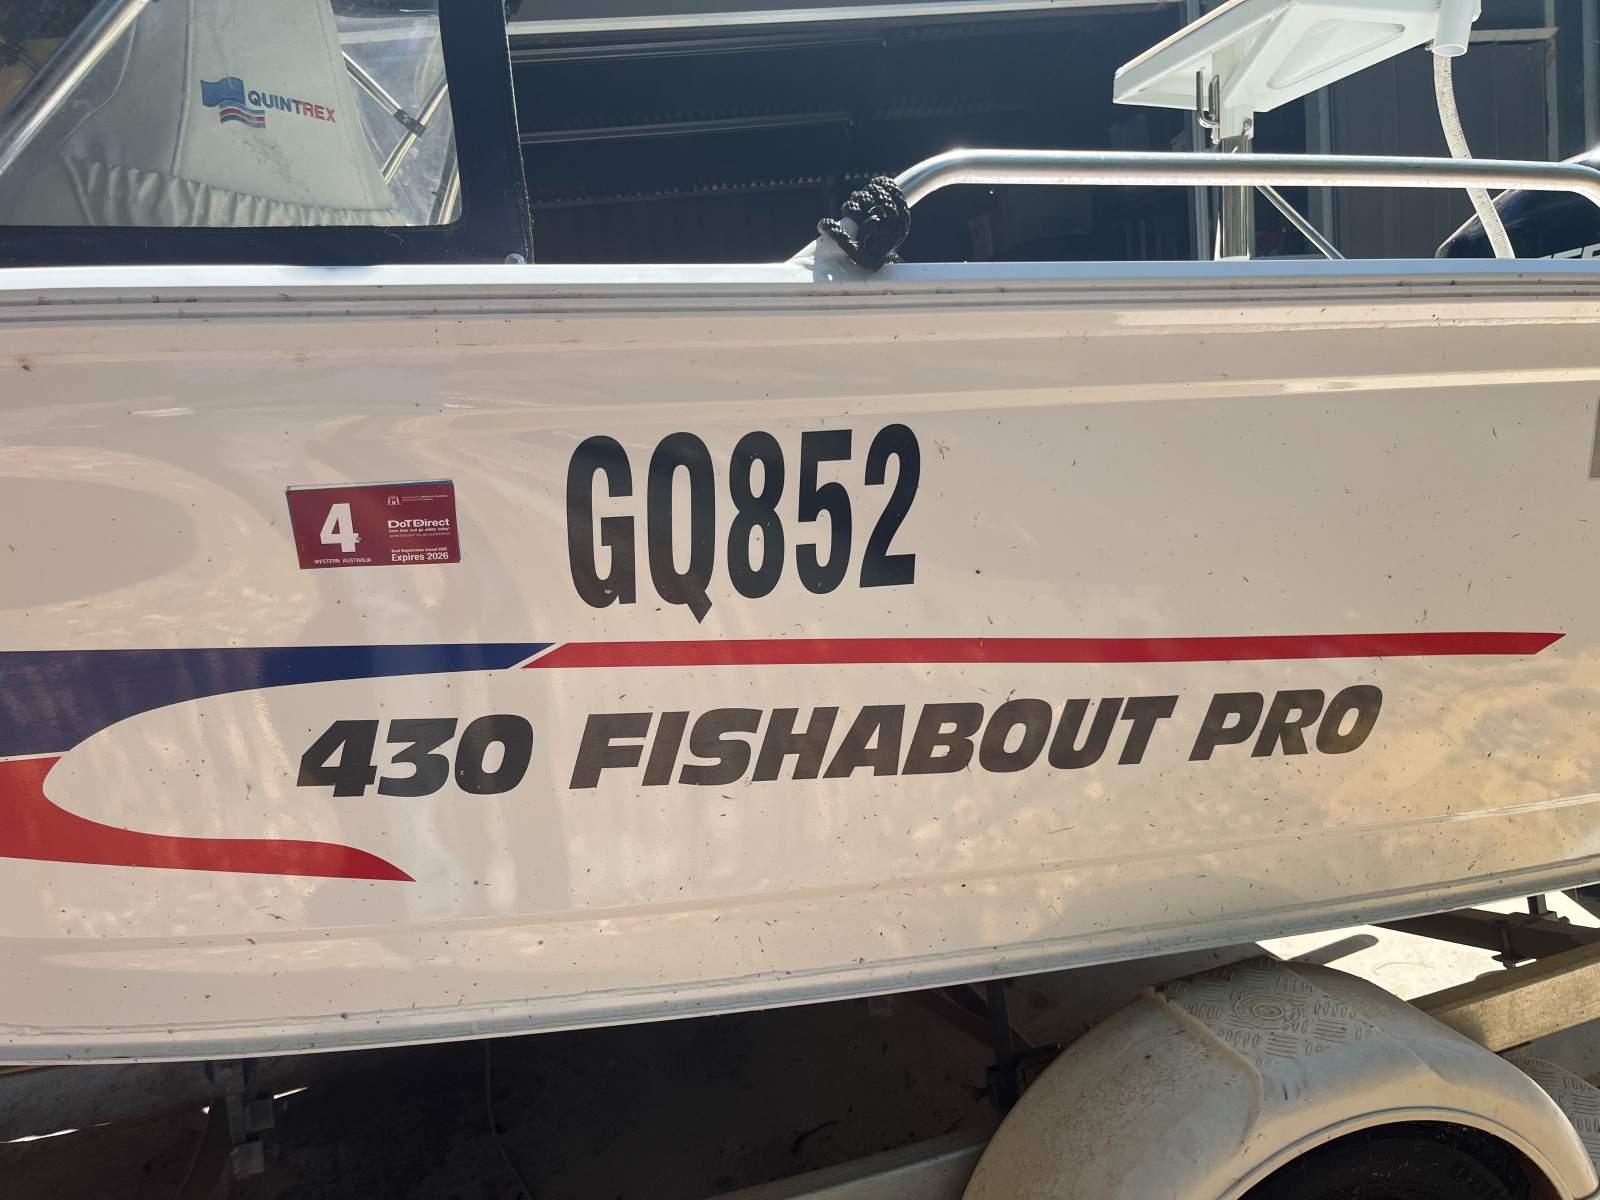 QUINTREX
GQ852
4
DoT Direct
WESTERN AUSTRALIA
Expires 2026
430 FISHABOUT PRO